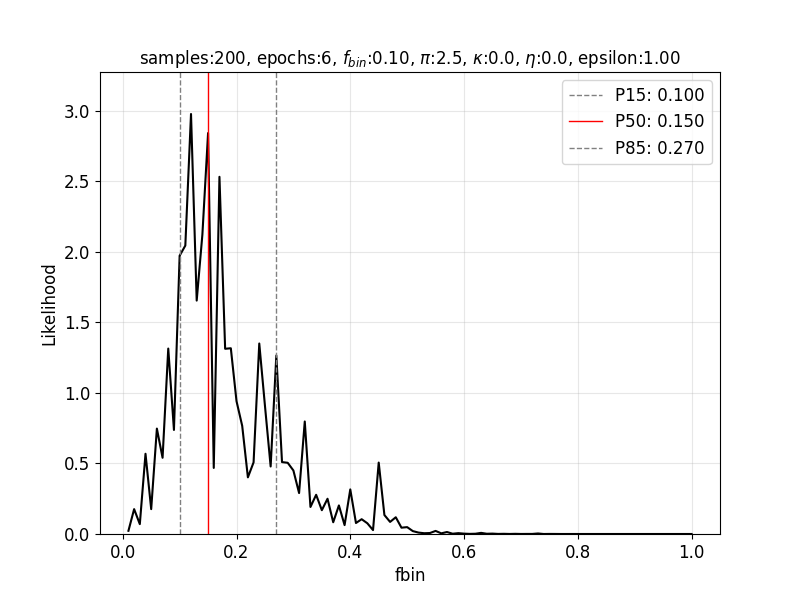 samples:200, epochs:6, f_bin:0.10, π:2.5, κ:0.0, η:0.0, epsilon:1.00
P15: 0.100
P50: 0.150
P85: 0.270
3.0
2.5
2.0
1.5
1.0
0.5
0.0
Likelihood
0.0 0.2 0.4 0.6 0.8 1.0
fbin